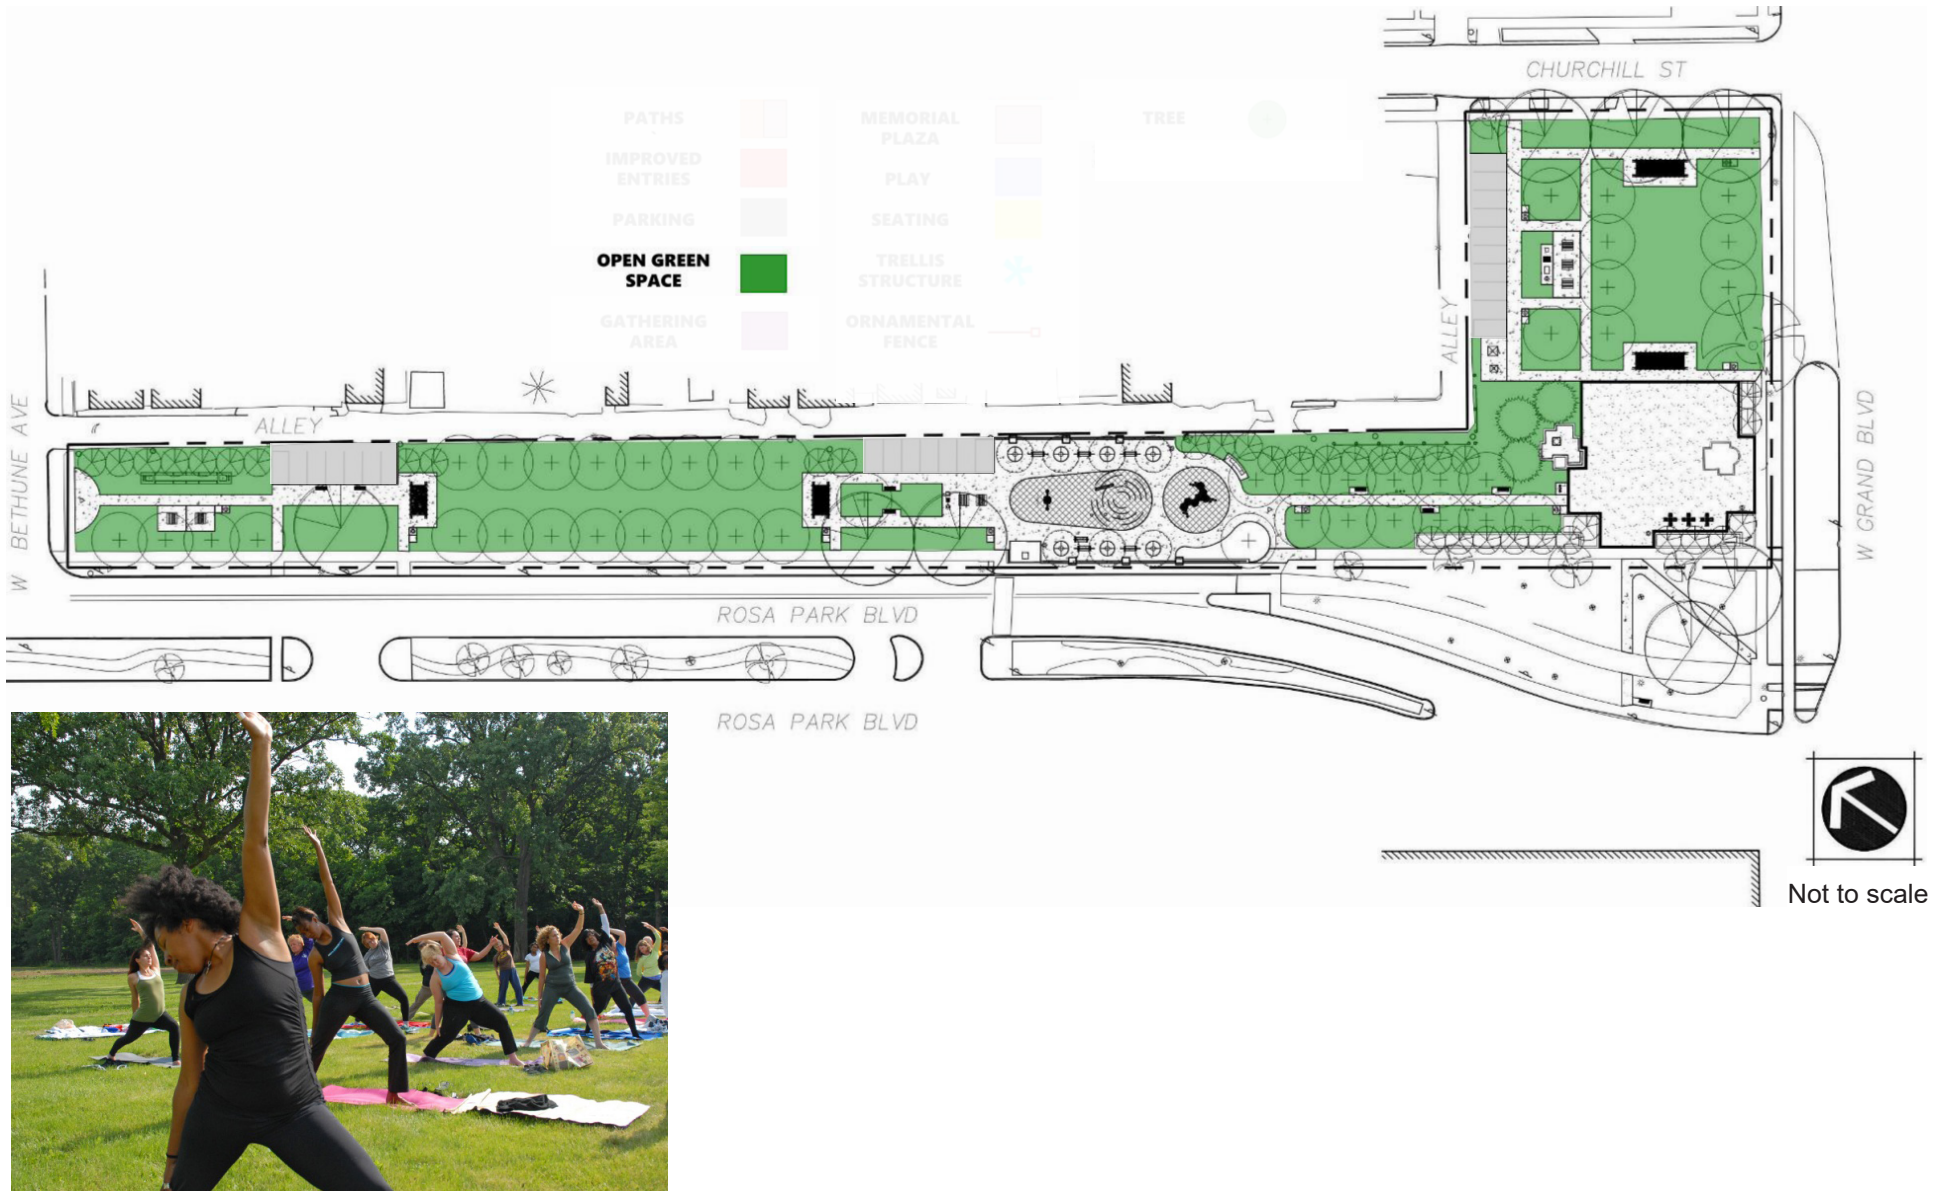 CHURCHILL ST
PATHS
MEMORIAL
PLAZA
TREE
IMPROVED
ENTRIES
PLAY
PARKING
SEATING
OPEN GREEN
SPACE
TRELLIS
STRUCTURE
GATHERING
AREA
ORNAMENTAL
FENCE
ALLEY
ALLEY
W BETHUNE AVE
W GRAND BLVD
ROSA PARK BLVD
ROSA PARK BLVD
Not to scale